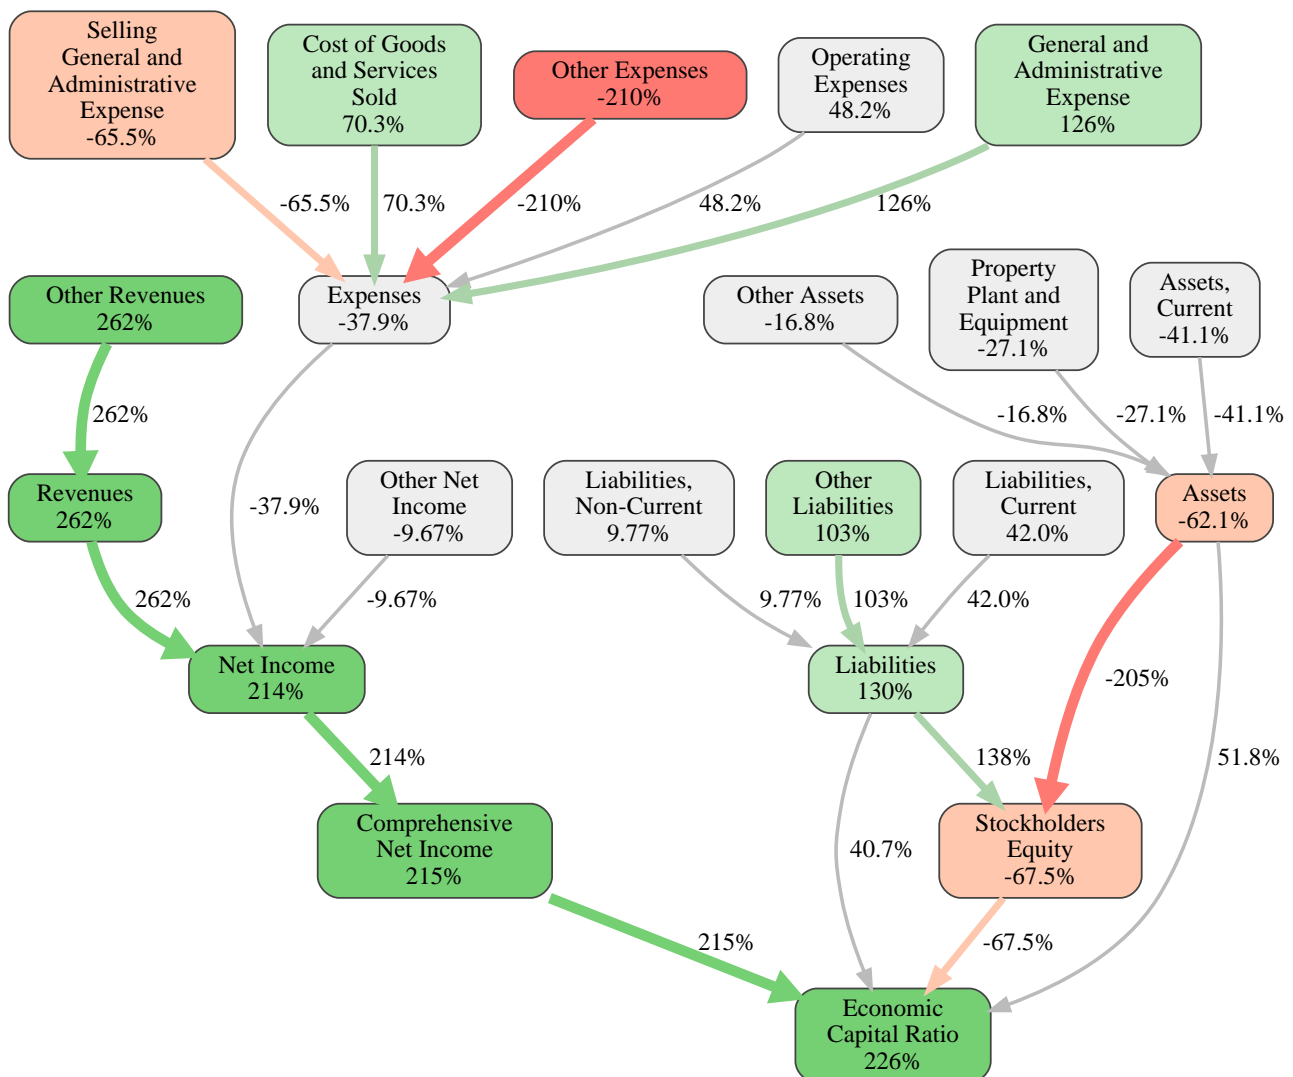 Selling
General and
Administrative
Expense
-65.5%
Cost of Goods
and Services
Sold
70.3%
Other Expenses
-210%
Operating
Expenses
48.2%
General and
Administrative
Expense
126%
-65.5%
70.3%
-210%
48.2%
126%
Other Revenues
262%
Expenses
-37.9%
Other Assets
-16.8%
Property
Plant and
Equipment
-27.1%
Assets,
Current
-41.1%
262%
-16.8%
-27.1%
-41.1%
Revenues
262%
-37.9%
Other Net
Income
-9.67%
Liabilities,
Non-Current
9.77%
Other
Liabilities
103%
Liabilities,
Current
42.0%
Assets
-62.1%
262%
-9.67%
9.77%
103%
42.0%
Net Income
214%
Liabilities
130%
-205%
214%
138%
51.8%
Comprehensive
Net Income
215%
40.7%
Stockholders
Equity
-67.5%
215%
-67.5%
Economic
Capital Ratio
226%